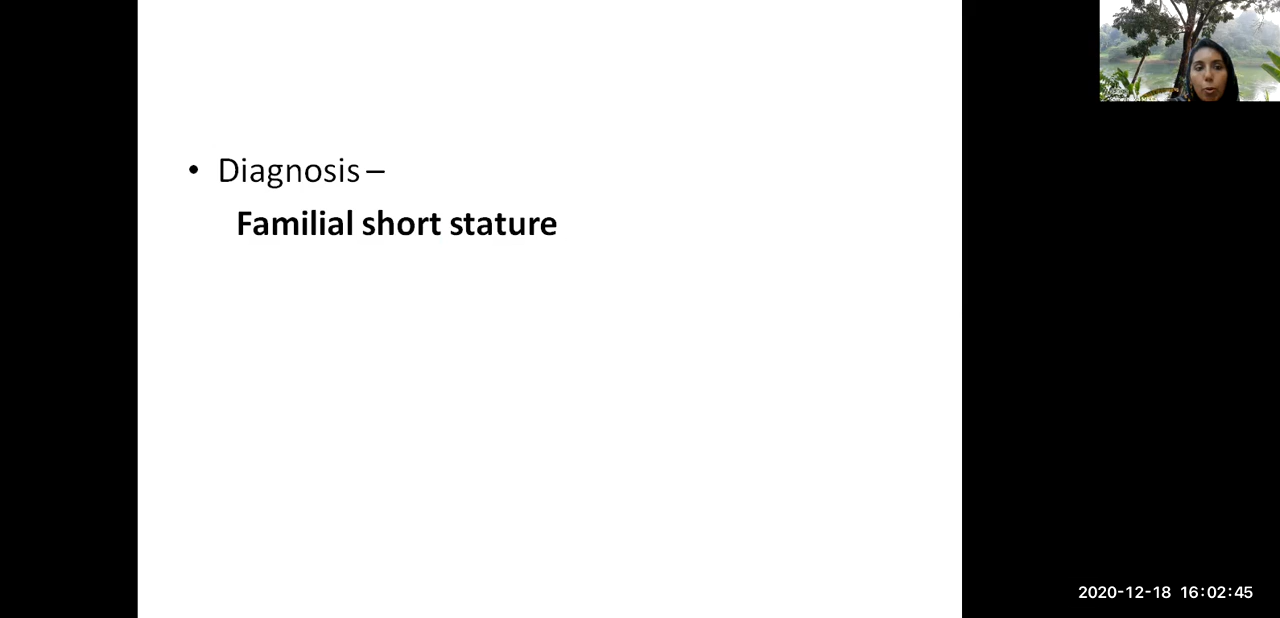 • Diagnosis –
Familial short stature
2020-12-18 16:02:45